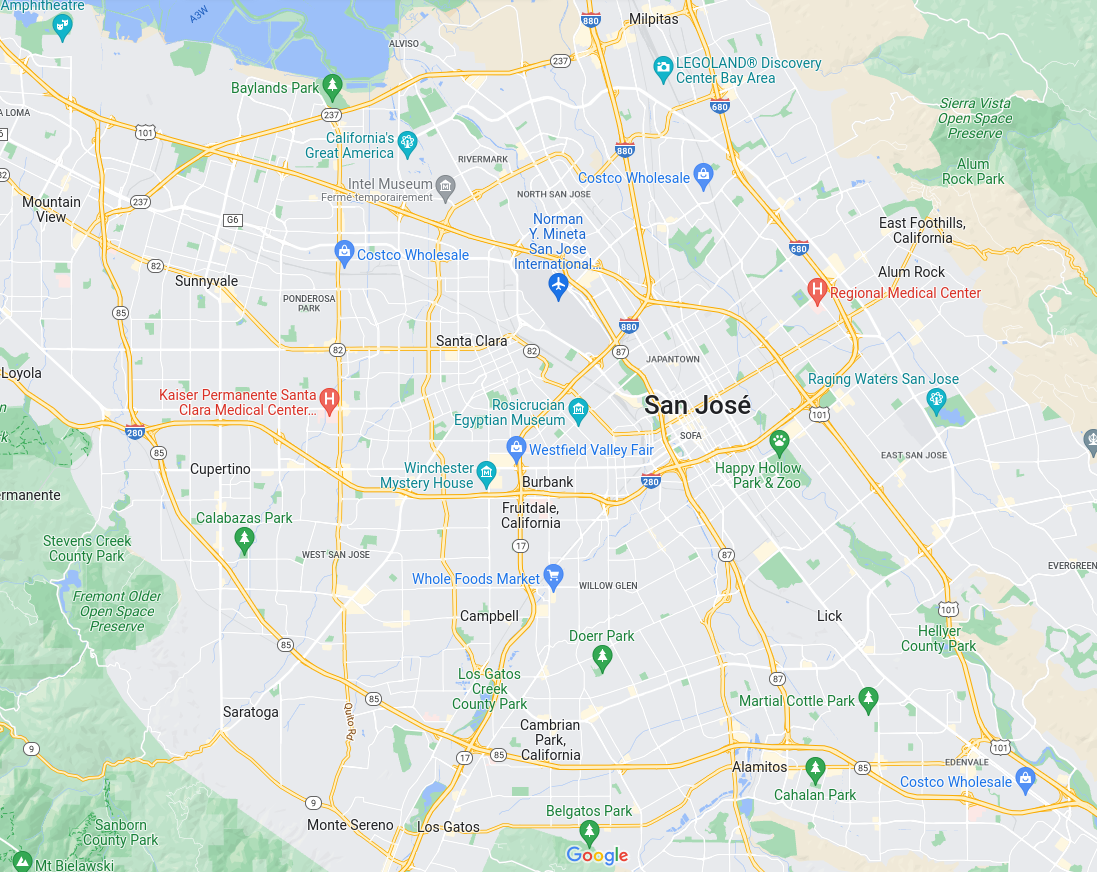 Amphitheatre
A3W
880
Milpitas
ALVISO
237
LEGOLAND® Discovery
Center Bay Area
Baylands Park
237
680
Sierra Vista
Open Space
Preserve
A LOMA
101
California's
Great America
880
RIVERMARK
Alum
Rock Park
Intel Museum
Ferme temporairement
Costco Wholesale
NORTH SAN JOSE
82
237
Mountain
View
G6
Norman
Y. Mineta
San Jose
International...
East Foothills,
California
680
Costco Wholesale
82
Sunnyvale
Alum Rock
PONDEROSA
PARK
H
Regional Medical Center
85
880
Santa Clara
82
82
87
JAPANTOWN
Loyola
Raging Waters San Jose
Kaiser Permanente Santa
Clara Medical Center...
H
Rosicrucian
Egyptian Museum
San José
101
280
SOFA
85
Westfield Valley Fair
EAST SAN JOSE
Cupertino
Winchester
Mystery House
Happy Hollow
Park & Zoo
280
Burbank
ermanente
Fruitdale,
California
Calabazas Park
Stevens Creek
County Park
17
WEST SAN JOSE
87
EVERGREEN
Whole Foods Market
WILLOW GLEN
Fremont Older
Open Space
Preserve
101
Campbell
Lick
Doerr Park
Hellyer
County Park
85
Los Gatos
Creek
County Park
87
85
Martial Cottle Park
Saratoga
Quito Rd
Cambrian
Park,
California
9
101
17
85
Alamitos
85
EDENVALE
Costco Wholesale
Cahalan Park
9
Belgatos Park
Sanborn
County Park
Monte Sereno
Los Gatos
Google
Mt Bielawski